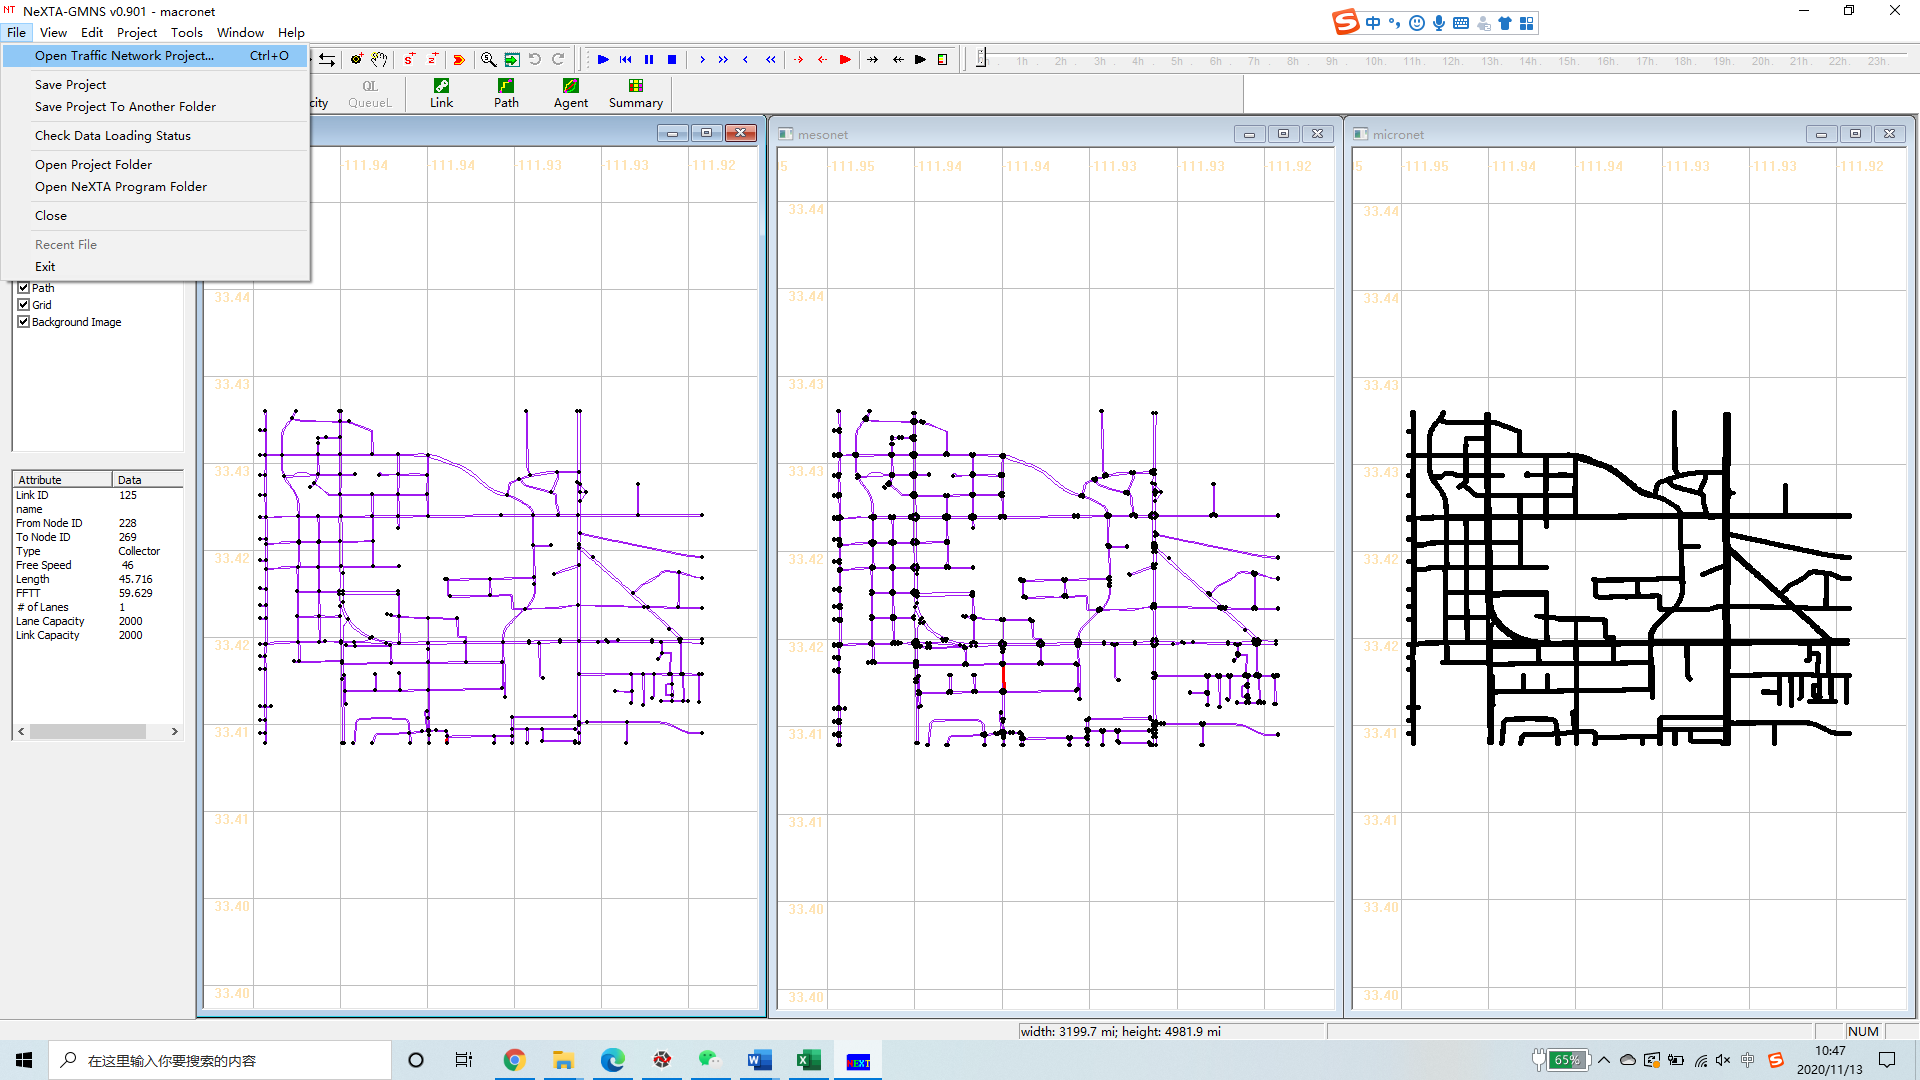 NeXTA-GMNS v0.901 - macronet
File View Edit Project Tools Window Help
Open Traffic Network Project... Ctrl+O
Save Project
Save Project To Another Folder
Check Data Loading Status
Open Project Folder
Open NeXTA Program Folder
Close
Recent File
Exit
1h. 2h. 3h. 4h. 5h. 6h. 7h. 8h. 9h. 10h. 11h. 12h. 13h. 14h. 15h. 16h. 17h. 18h. 19h. 20h. 21h. 22h. 23h.
city QueueL Link Path Agent Summary
QL
中
Path
Grid
Background Image
Attribute Data
Link ID 125
name
From Node ID 228
To Node ID 269
Type Collector
Free Speed 46
Length 45.716
FFTT 59.629
# of Lanes 1
Lane Capacity 2000
Link Capacity 2000
-111.94 -111.94 -111.93 -111.93 -111.92
33.44
33.43
33.43
33.42
33.42
33.41
33.41
33.40
33.40
mesonet
5 -111.95 -111.94 -111.94 -111.93 -111.93 -111.92
33.44
33.44
33.43
33.43
33.42
33.42
33.41
33.41
33.40
33.40
micronet
5 -111.95 -111.94 -111.94 -111.93 -111.93 -111.92
33.44
33.44
33.43
33.43
33.42
33.42
33.41
33.41
33.40
33.40
width: 3199.7 mi; height: 4981.9 mi
NUM
在这里输入你要搜索的内容
NEXT
65%
中
10:47
2020/11/13